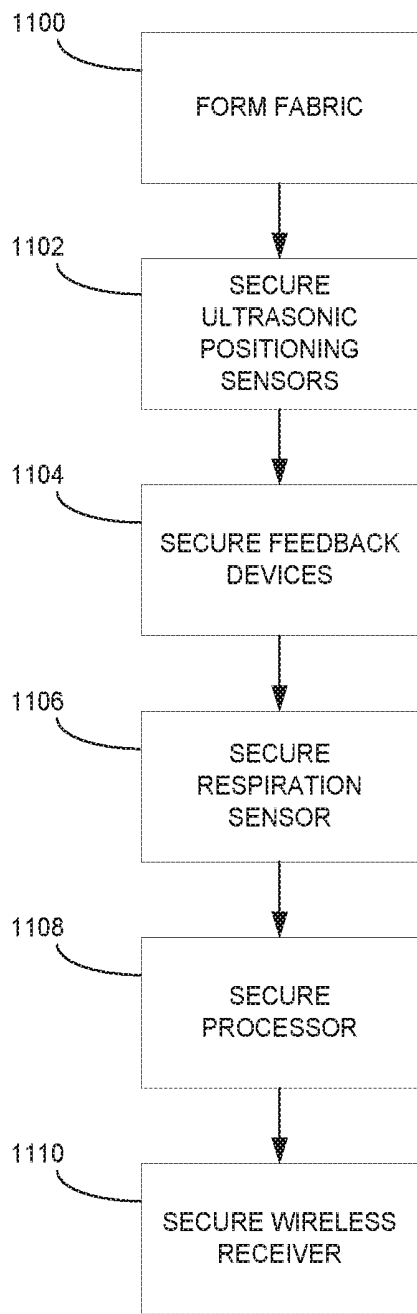 1100
FORM FABRIC
1102
SECURE
ULTRASONIC
POSITIONING
SENSORS
1104
SECURE FEEDBACK
DEVICES
1106
SECURE
RESPIRATION
SENSOR
1108
SECURE
PROCESSOR
1110
SECURE WIRELESS
RECEIVER